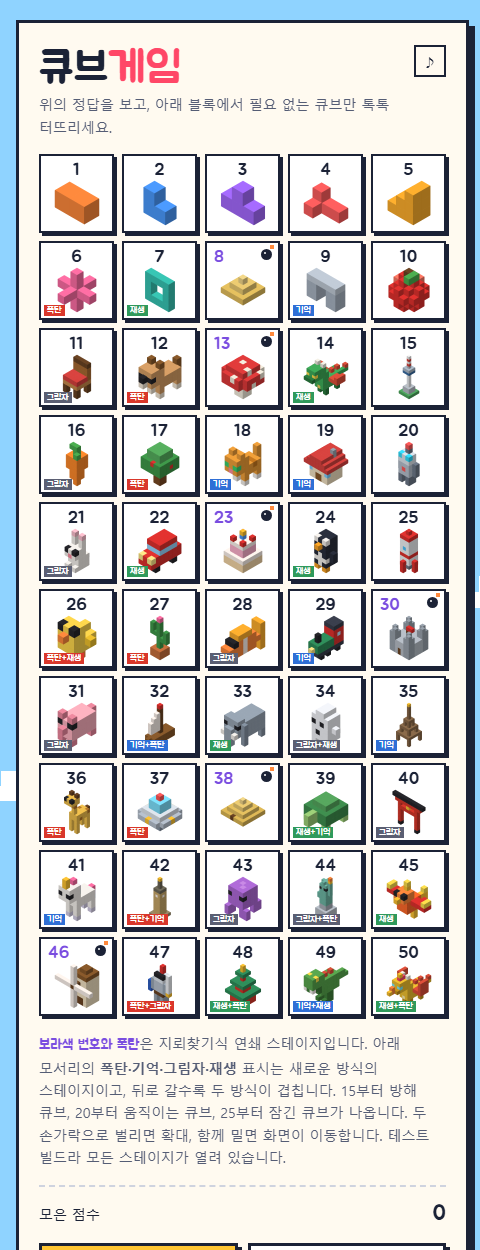 큐브게임
♪
위의 정답을 보고, 아래 블록에서 필요 없는 큐브만 톡톡
터뜨리세요.
1 2 3 4 5
6 7 8 9 10
폭탄 재생 기억
11 12 13 14 15
그림자 폭탄 재생
16 17 18 19 20
그림자 폭탄 기억 기억
21 22 23 24 25
그림자 재생 재생
26 27 28 29 30
폭탄+재생 폭탄 그림자 기억
31 32 33 34 35
그림자 기억+폭탄 재생 그림자+재생 기억
36 37 38 39 40
폭탄 폭탄 재생+기억 그림자
41 42 43 44 45
기억 폭탄+기억 그림자 그림자+폭탄 재생
46 47 48 49 50
폭탄+그림자 재생+폭탄 기억+재생 재생+폭탄
보라색 번호와 폭탄은 지뢰찾기식 연쇄 스테이지입니다. 아래
모서리의 폭탄·기억·그림자·재생 표시는 새로운 방식의
스테이지이고, 뒤로 갈수록 두 방식이 겹칩니다. 15부터 방해
큐브, 20부터 움직이는 큐브, 25부터 잠긴 큐브가 나옵니다. 두
손가락으로 벌리면 확대, 함께 밀면 화면이 이동합니다. 테스트
빌드라 모든 스테이지가 열려 있습니다.
모은 점수 0